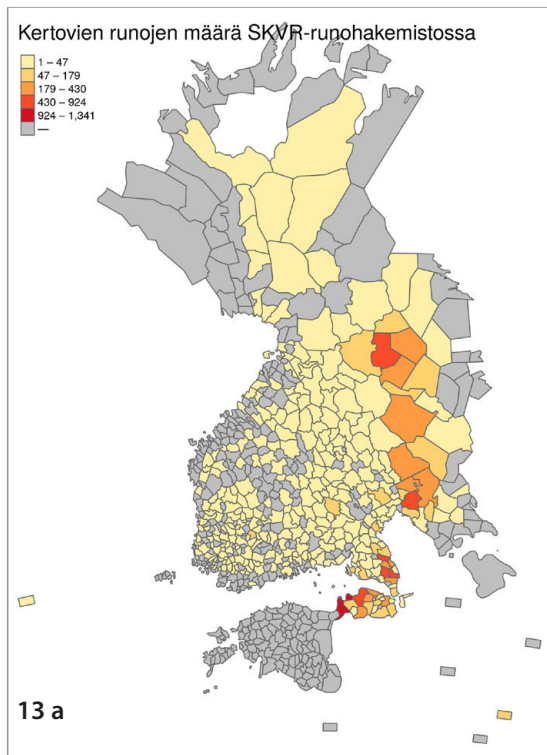 Kertovien runojen määrä SKVR-runohakemistossa
1 – 47
47 – 179
179 – 430
430 – 924
924 – 1,341
—
13 a